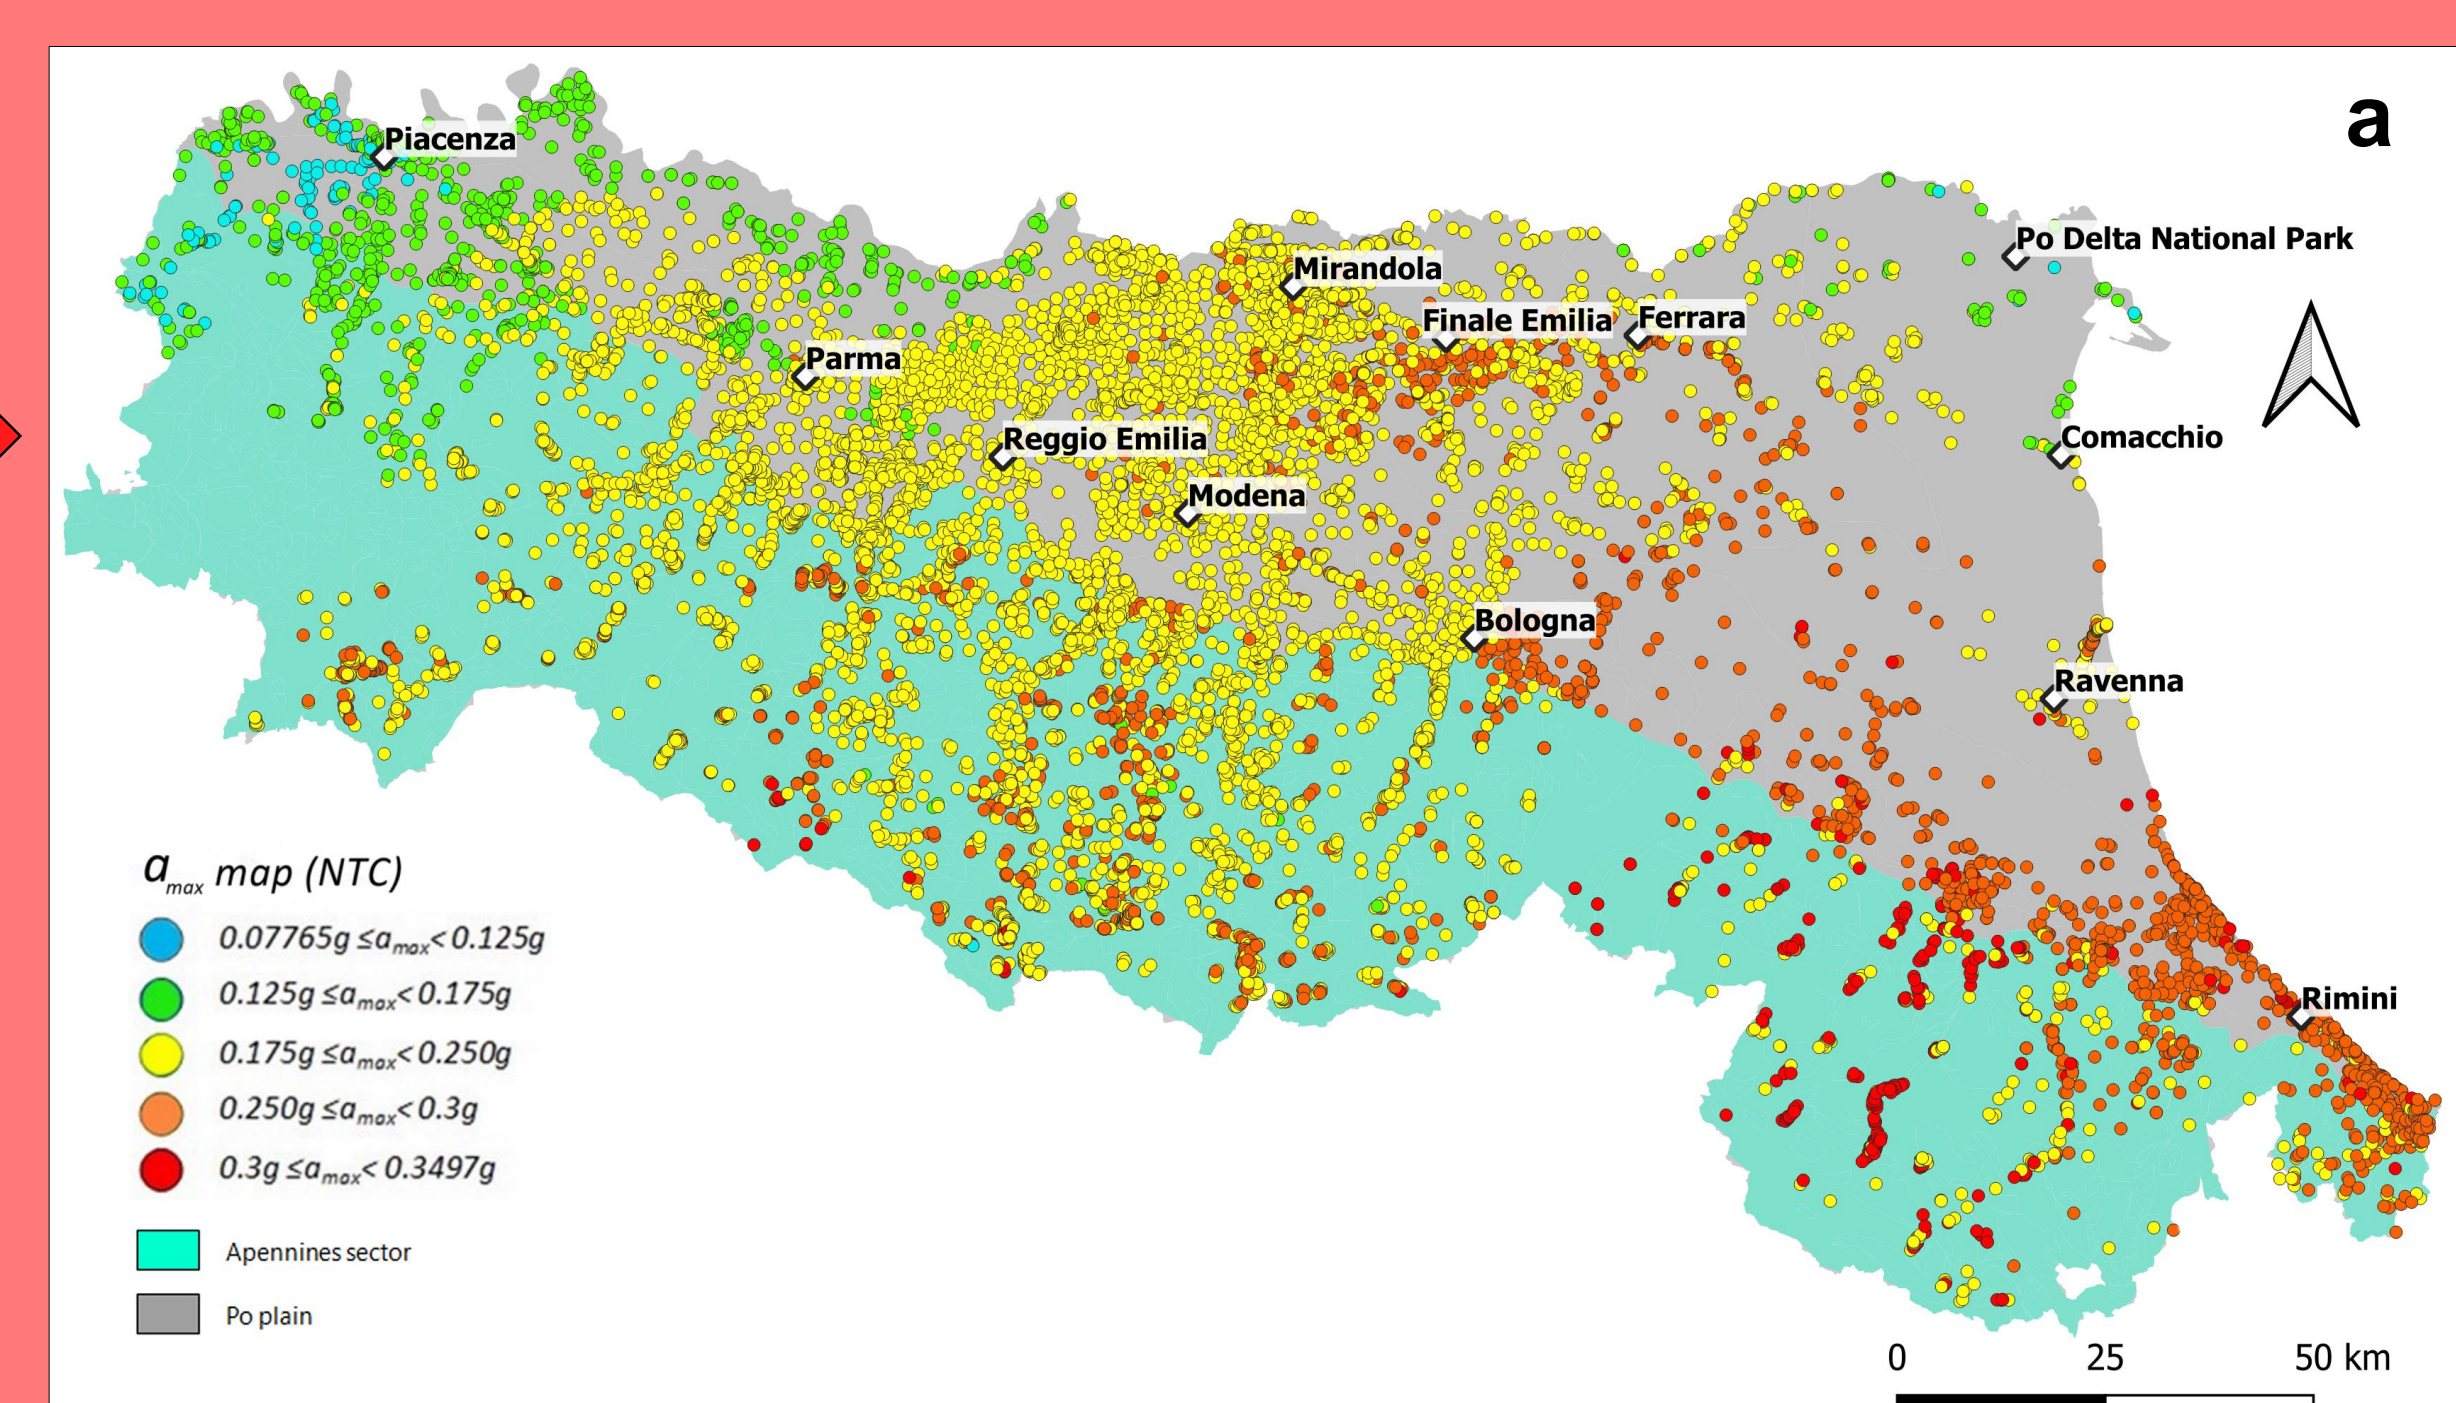 a
Piacenza
Po Delta National Park
Mirandola
Finale Emilia
Ferrara
Parma
Reggio Emilia
Comacchio
Modena
Bologna
Ravenna
Rimini
amax map (NTC)
0.07765g ≤amax< 0.125g
0.125g ≤amax< 0.175g
0.175g ≤amax< 0.250g
0.250g ≤amax< 0.3g
0.3g ≤amax< 0.3497g
Apennines sector
Po plain
0 25 50 km